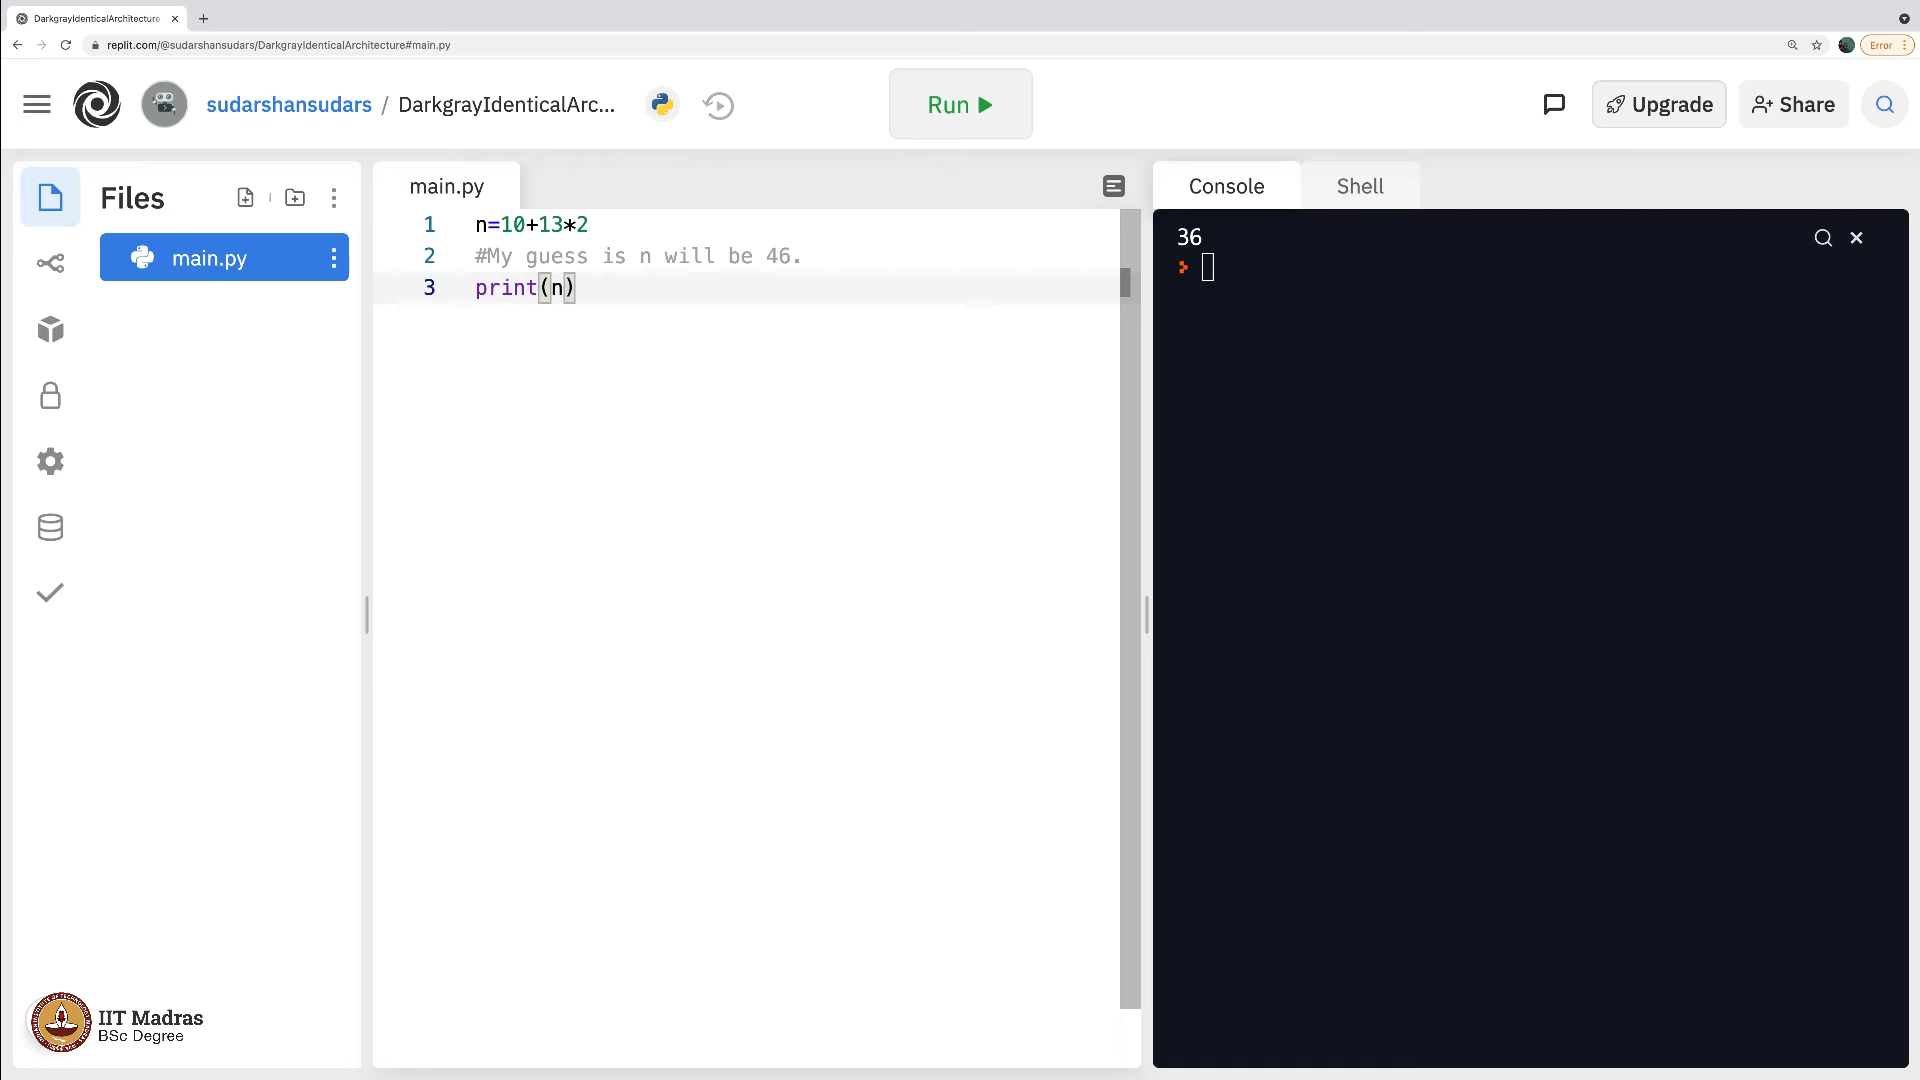 DarkgrayIdenticalArchitecture
replit.com/@sudarshansudars/DarkgrayIdenticalArchitecture#main.py
Error
sudarshansudars / DarkgrayIdenticalArc...
Run
Upgrade
Share
Files
main.py
main.py
1 n=10+13*2
2 #My guess is n will be 46.
3 print(n)
Console
Shell
36
IIT Madras
BSc Degree